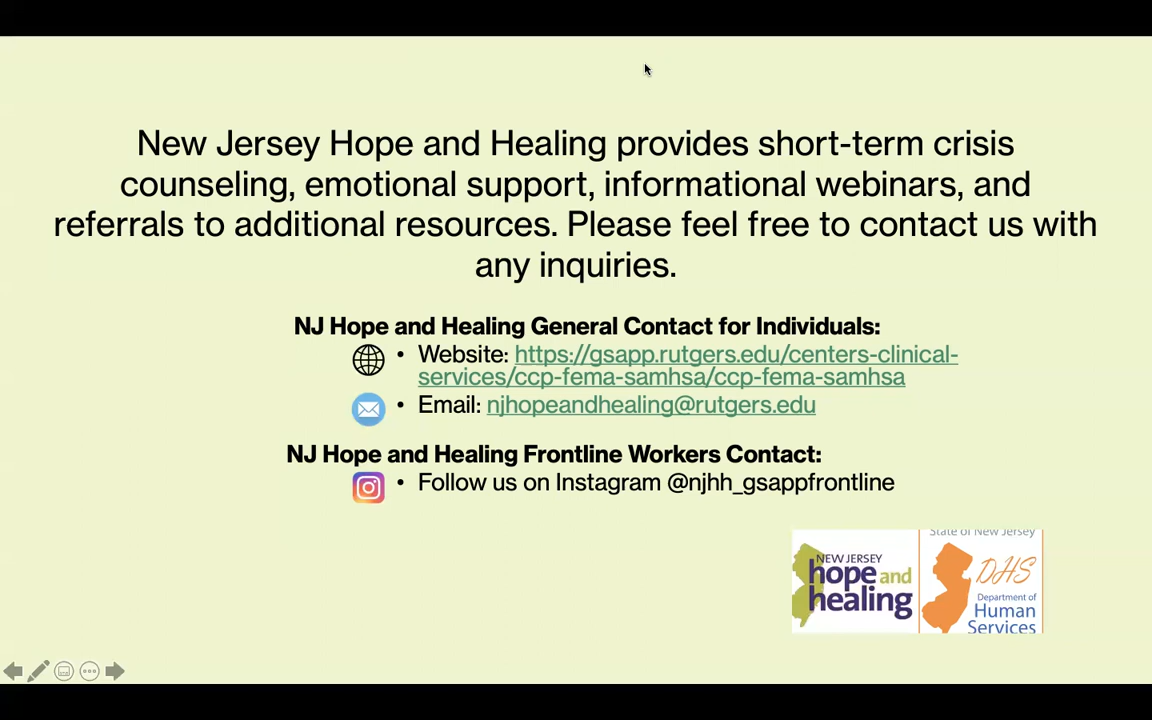 New Jersey Hope and Healing provides short-term crisis
counseling, emotional support, informational webinars, and
referrals to additional resources. Please feel free to contact us with
any inquiries.
NJ Hope and Healing General Contact for Individuals:
• Website: https://gsapp.rutgers.edu/centers-clinical-
services/ccp-fema-samhsa/ccp-fema-samhsa
• Email: njhopeandhealing@rutgers.edu
NJ Hope and Healing Frontline Workers Contact:
• Follow us on Instagram @njhh_gsappfrontline
NEW JERSEY
hope and
healing
State of New Jersey
DHS
Department of
Human
Services